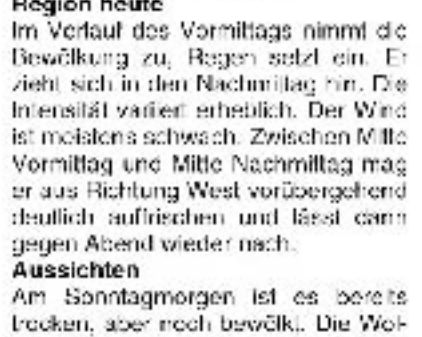 Region heute
Im Verlauf des Vormittags nimmt die
Bewölkung zu, Regen setzt ein. Er
zieht sich in den Nachmittag hin. Die
Intensität variiert erheblich. Der Wind
ist meistens schwach. Zwischen Mitte
Vormittag und Mitte Nachmittag mag
er aus Richtung West vorübergehend
deutlich auffrischen und lässt dann
gegen Abend wieder nach.
Aussichten
Am Sonntagmorgen ist es bereits
trocken, aber noch bewölkt. Die Wol-